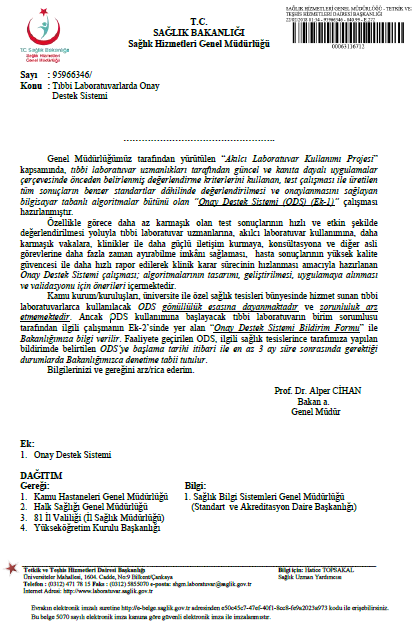 SAĞLIK HİZMETLERİ GENEL MÜDÜRLÜĞÜ - TETKİK VE
TEŞHİS HİZMETLERİ DAİRESİ BAŞKANLIĞI
22/02/2018 01:34 - 95966346 - 040.99 - E.222
00063116712
T.C.
SAĞLIK BAKANLIĞI
Sağlık Hizmetleri Genel Müdürlüğü
T.C. Sağlık Bakanlığı
Sağlık Hizmetleri
Genel Müdürlüğü
Sayı : 95966346/
Konu : Tıbbi Laboratuvarlarda Onay
Destek Sistemi
…………………………………………..
Genel Müdürlüğümüz tarafından yürütülen “Akılcı Laboratuvar Kullanımı Projesi”
kapsamında, tıbbi laboratuvar uzmanlıkları tarafından güncel ve kanıta dayalı uygulamalar
çerçevesinde önceden belirlenmiş değerlendirme kriterlerini kullanan, test çalışması ile üretilen
tüm sonuçların benzer standartlar dâhilinde değerlendirilmesi ve onaylanmasını sağlayan
bilgisayar tabanlı algoritmalar bütünü olan “Onay Destek Sistemi (ODS) (Ek-1)” çalışması
hazırlanmıştır.
Özellikle görece daha az karmaşık olan test sonuçlarının hızlı ve etkin şekilde
değerlendirilmesi yoluyla tıbbi laboratuvar uzmanlarına, akılcı laboratuvar kullanımına, daha
karmaşık vakalara, klinikler ile daha güçlü iletişim kurmaya, konsültasyona ve diğer asli
görevlerine daha fazla zaman ayırabilme imkânı sağlaması, hasta sonuçlarının yüksek kalite
güvencesi ile daha hızlı rapor edilerek klinik karar sürecinin hızlanması amacıyla hazırlanan
Onay Destek Sistemi çalışması; algoritmalarının tasarımı, geliştirilmesi, uygulamaya alınması
ve validasyonu için önerileri içermektedir.
Kamu kurum/kuruluşları, üniversite ile özel sağlık tesisleri bünyesinde hizmet sunan tıbbi
laboratuvarlarca kullanılacak ODS gönüllülük esasına dayanmaktadır ve sorunluluk arz
etmemektedir. Ancak ODS kullanımına başlayacak tıbbi laboratuvarın birim sorumlusu
tarafından ilgili çalışmanın Ek-2’sinde yer alan “Onay Destek Sistemi Bildirim Formu” ile
Bakanlığımıza bilgi verilir. Faaliyete geçirilen ODS, ilgili sağlık tesislerince tarafımıza yapılan
bildirimde belirtilen ODS’ye başlama tarihi itibari ile en as 3 ay süre sonrasında gerektiği
durumlarda Bakanlığımızca denetime tabii tutulur.
Bilgilerinizi ve gereğini arz/rica ederim.
Prof. Dr. Alper CİHAN
Bakan a.
Genel Müdür
Ek:
1. Onay Destek Sistemi
DAĞITIM
Gereği:
1. Kamu Hastaneleri Genel Müdürlüğü
2. Halk Sağlığı Genel Müdürlüğü
3. 81 İl Valiliği (İl Sağlık Müdürlüğü)
4. Yükseköğretim Kurulu Başkanlığı
Bilgi:
1. Sağlık Bilgi Sistemleri Genel Müdürlüğü
(Standart ve Akreditasyon Daire Başkanlığı)
Tetkik ve Teşhis Hizmetleri Dairesi Başkanlığı
Üniversiteler Mahallesi, 1604. Cadde, No:9 Bilkent/Çankaya
Telefon : (0312) 471 78 15 Faks : (0312) 5855070 e-posta: shgm.laboratuvar@saglik.gov.tr
İnternet Adresi: http://www.laboratuvar.saglik.gov.tr
Bilgi için: Hatice TOPSAKAL
Sağlık Uzman Yardımcısı
Evrakın elektronik imzalı suretine http://e-belge.saglik.gov.tr adresinden e50c45c7-47ef-40f1-8cc8-fe9a2023a973 kodu ile erişebilirsiniz.
Bu belge 5070 sayılı elektronik imza kanuna göre güvenli elektronik imza ile imzalanmıştır.